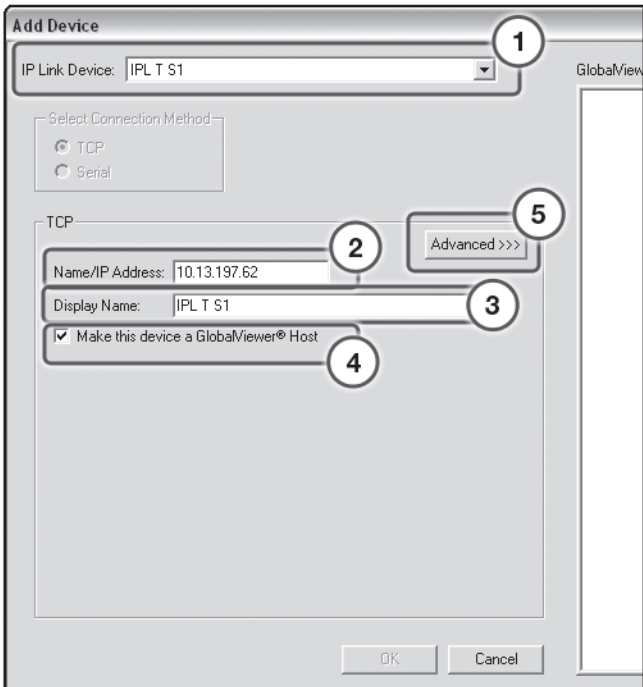 Add Device
1
IP Link Device: IPL T S1
GlobalView
Select Connection Method
TCP
Serial
TCP
5
Advanced >>>
2
Name/IP Address: 10.13.197.62
Display Name: IPL T S1
3
Make this device a GlobalViewer® Host
4
OK
Cancel